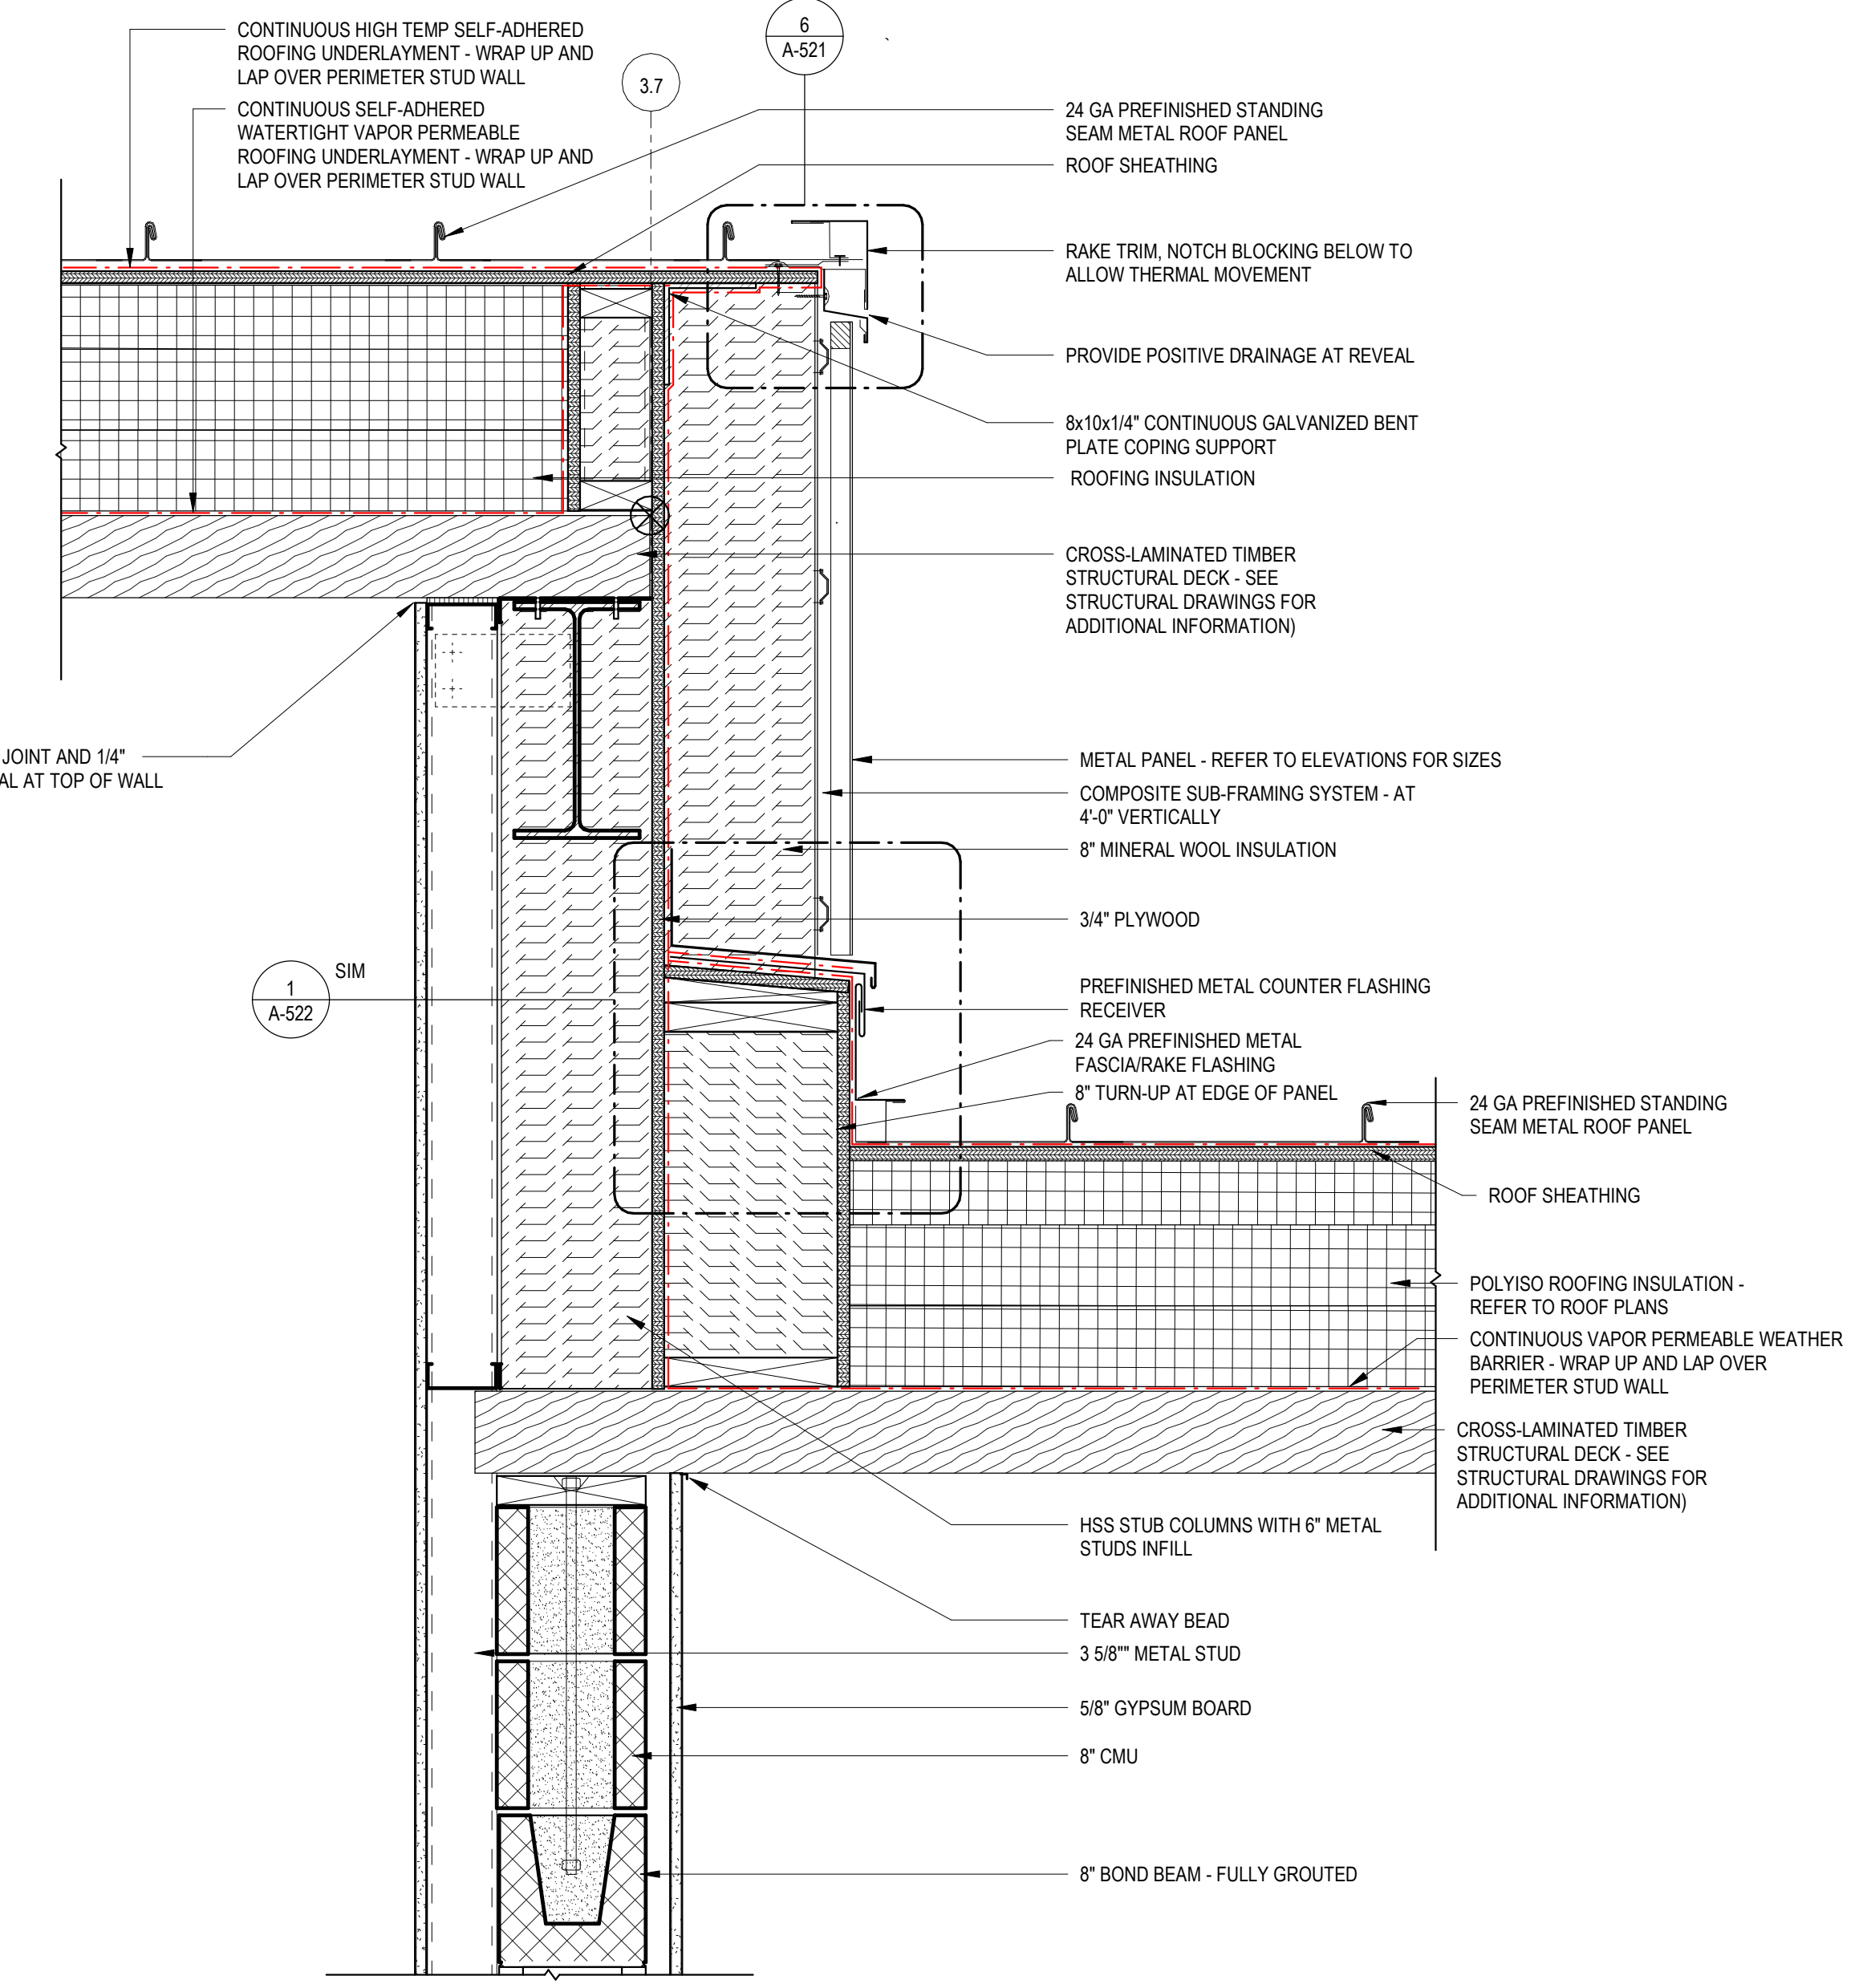 CONTINUOUS HIGH TEMP SELF-ADHERED
ROOFING UNDERLAYMENT - WRAP UP AND
LAP OVER PERIMETER STUD WALL
CONTINUOUS SELF-ADHERED
WATERTIGHT VAPOR PERMEABLE
ROOFING UNDERLAYMENT - WRAP UP AND
LAP OVER PERIMETER STUD WALL
3.7
6
A-521
24 GA PREFINISHED STANDING
SEAM METAL ROOF PANEL
ROOF SHEATHING
RAKE TRIM, NOTCH BLOCKING BELOW TO
ALLOW THERMAL MOVEMENT
PROVIDE POSITIVE DRAINAGE AT REVEAL
8x10x1/4" CONTINUOUS GALVANIZED BENT
PLATE COPING SUPPORT
ROOFING INSULATION
CROSS-LAMINATED TIMBER
STRUCTURAL DECK - SEE
STRUCTURAL DRAWINGS FOR
ADDITIONAL INFORMATION)
JOINT AND 1/4"
AL AT TOP OF WALL
METAL PANEL - REFER TO ELEVATIONS FOR SIZES
COMPOSITE SUB-FRAMING SYSTEM - AT
4'-0" VERTICALLY
8" MINERAL WOOL INSULATION
3/4" PLYWOOD
1
A-522
SIM
PREFINISHED METAL COUNTER FLASHING
RECEIVER
24 GA PREFINISHED METAL
FASCIA/RAKE FLASHING
8" TURN-UP AT EDGE OF PANEL
24 GA PREFINISHED STANDING
SEAM METAL ROOF PANEL
ROOF SHEATHING
POLYISO ROOFING INSULATION -
REFER TO ROOF PLANS
CONTINUOUS VAPOR PERMEABLE WEATHER
BARRIER - WRAP UP AND LAP OVER
PERIMETER STUD WALL
CROSS-LAMINATED TIMBER
STRUCTURAL DECK - SEE
STRUCTURAL DRAWINGS FOR
ADDITIONAL INFORMATION)
HSS STUB COLUMNS WITH 6" METAL
STUDS INFILL
TEAR AWAY BEAD
3 5/8"" METAL STUD
5/8" GYPSUM BOARD
8" CMU
8" BOND BEAM - FULLY GROUTED